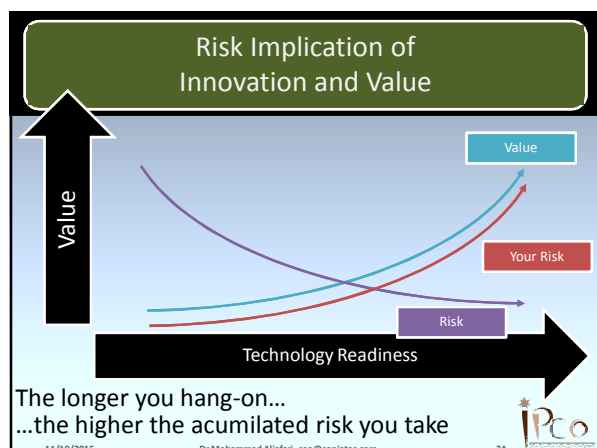 Risk Implication of
Innovation and Value
Value
Value
Your Risk
Risk
Technology Readiness
The longer you hang-on...
...the higher the acumilated risk you take
iPco